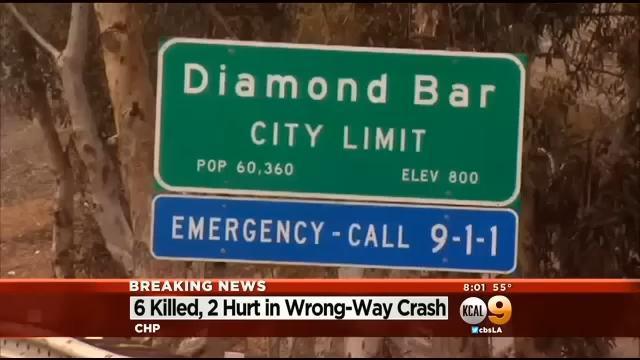 Diamond Bar
CITY LIMIT
POP 60,360 ELEV 800
EMERGENCY - CALL 9-1-1
BREAKING NEWS 8:01 55°
6 Killed, 2 Hurt in Wrong-Way Crash KCAL 9
CHP cbsLA